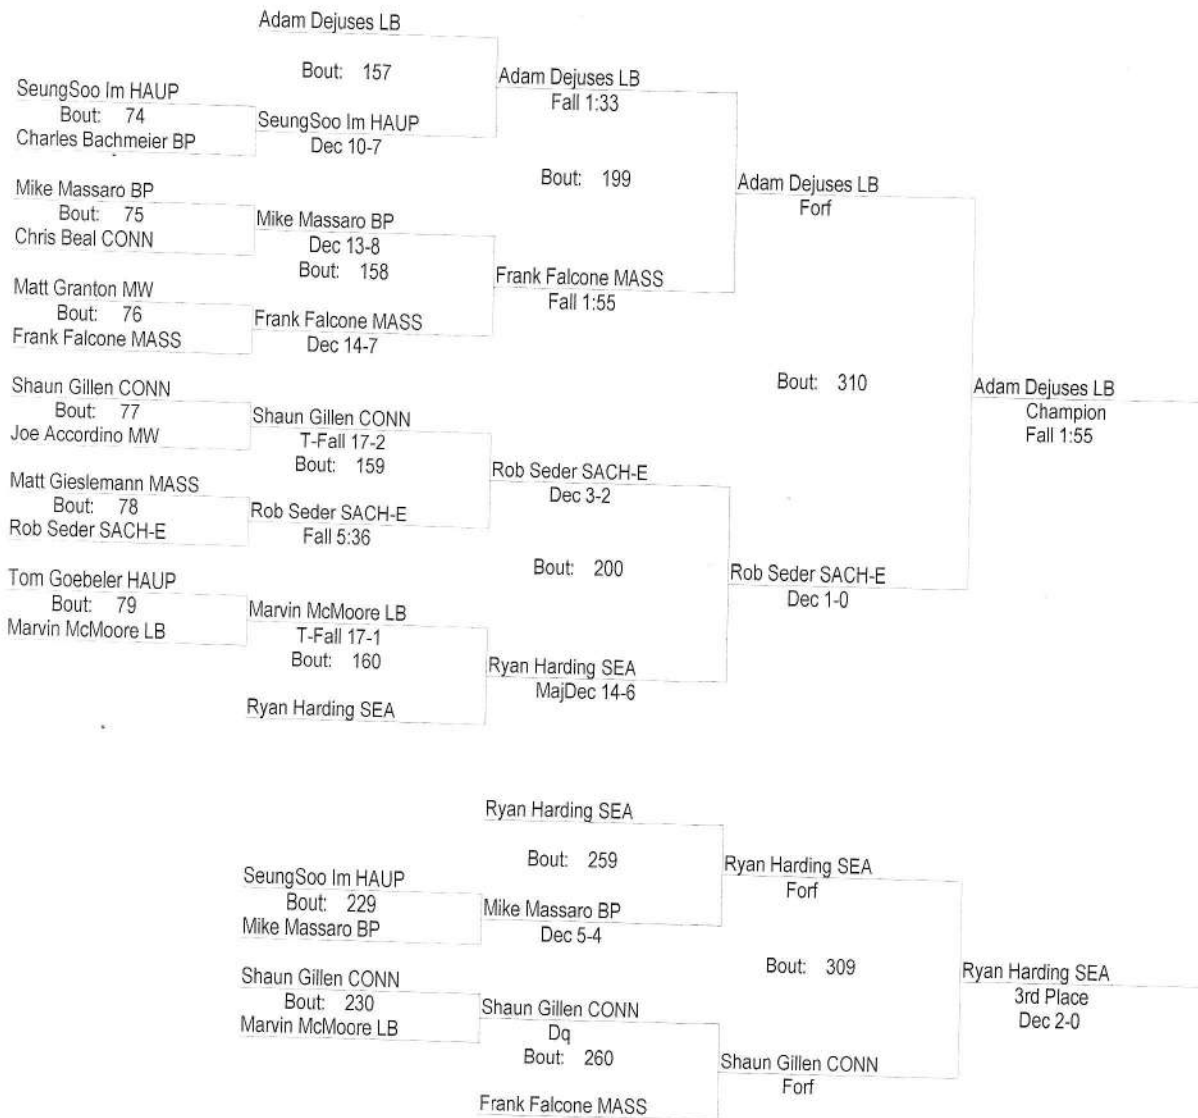 Adam Dejuses LB
Bout: 157
SeungSoo Im HAUP
Bout: 74
Charles Bachmeier BP
SeungSoo Im HAUP
Dec 10-7
Adam Dejuses LB
Fall 1:33
Mike Massaro BP
Bout: 75
Chris Beal CONN
Mike Massaro BP
Dec 13-8
Bout: 158
Matt Granton MW
Bout: 76
Frank Falcone MASS
Frank Falcone MASS
Dec 14-7
Frank Falcone MASS
Fall 1:55
Bout: 199
Adam Dejuses LB
Forf
Shaun Gillen CONN
Bout: 77
Joe Accordino MW
Shaun Gillen CONN
T-Fall 17-2
Bout: 159
Matt Gieslemann MASS
Bout: 78
Rob Seder SACH-E
Rob Seder SACH-E
Fall 5:36
Rob Seder SACH-E
Dec 3-2
Tom Goebeler HAUP
Bout: 79
Marvin McMoore LB
Marvin McMoore LB
T-Fall 17-1
Bout: 160
Ryan Harding SEA
Ryan Harding SEA
MajDec 14-6
Bout: 200
Rob Seder SACH-E
Dec 1-0
Bout: 310
Adam Dejuses LB
Champion
Fall 1:55
Ryan Harding SEA
Bout: 259
SeungSoo Im HAUP
Bout: 229
Mike Massaro BP
Mike Massaro BP
Dec 5-4
Ryan Harding SEA
Forf
Shaun Gillen CONN
Bout: 230
Marvin McMoore LB
Shaun Gillen CONN
Dq
Bout: 260
Frank Falcone MASS
Shaun Gillen CONN
Forf
Bout: 309
Ryan Harding SEA
3rd Place
Dec 2-0